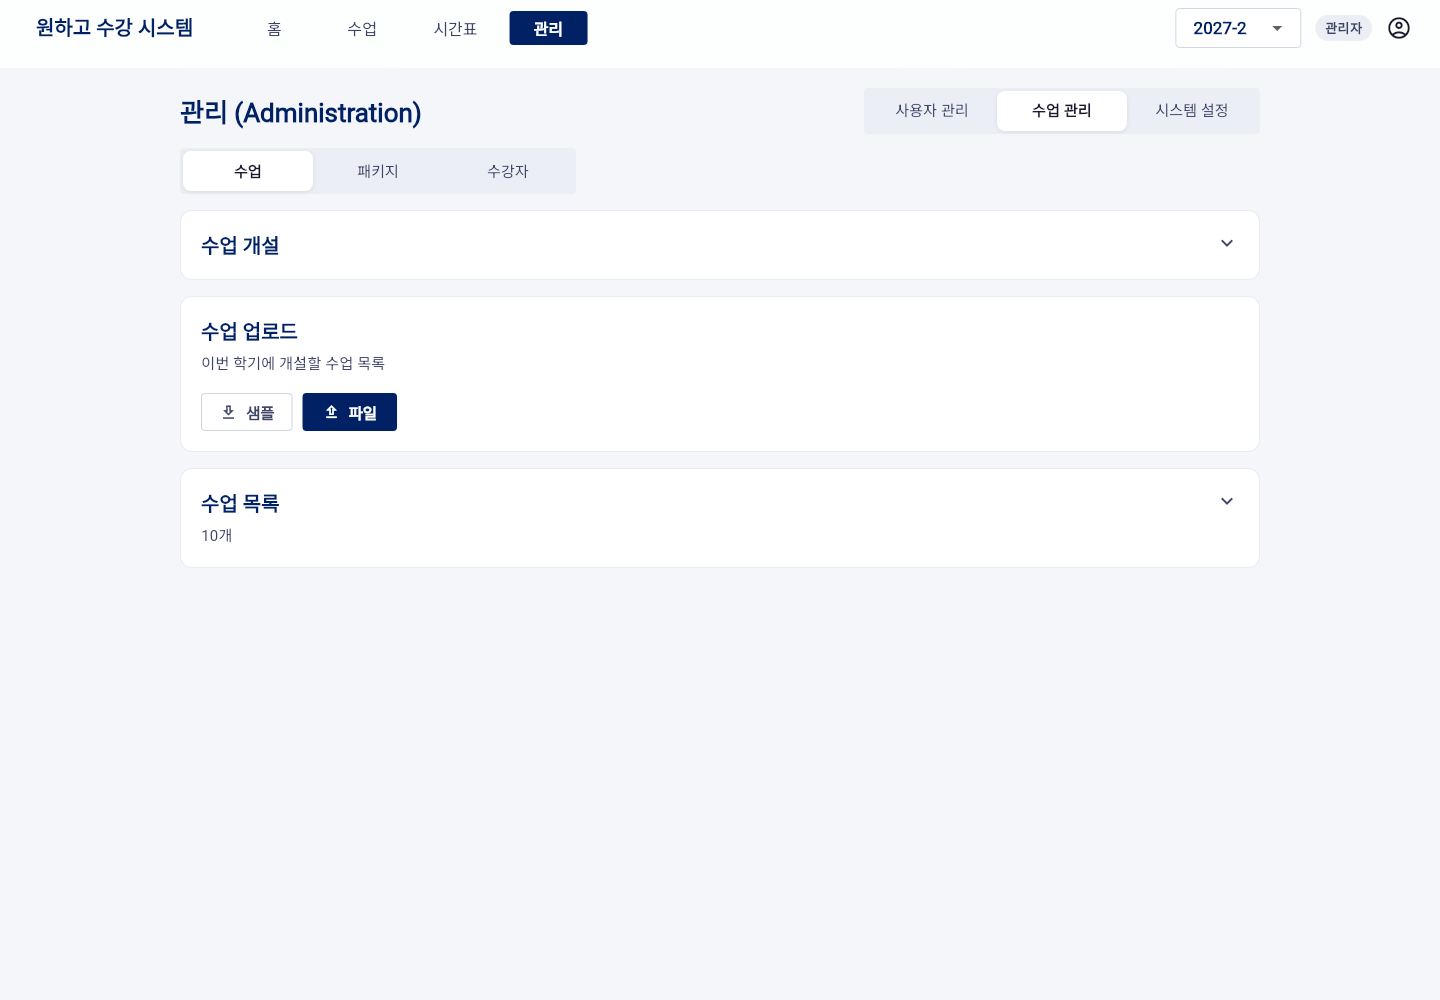 원하고 수강 시스템
홈
수업
시간표
관리
2027-2
관리자
관리 (Administration)
사용자 관리
수업 관리
시스템 설정
수업
패키지
수강자
수업 개설
수업 업로드
이번 학기에 개설할 수업 목록
샘플
파일
수업 목록
10개